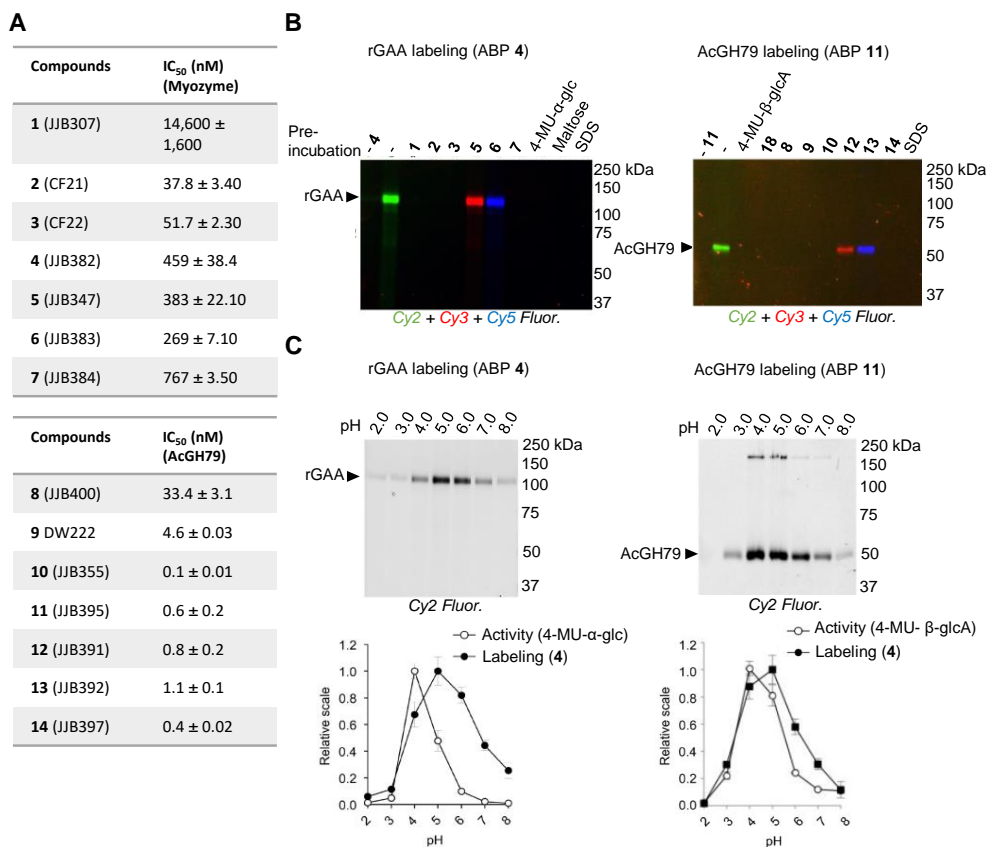 A
Compounds IC50 (nM) (Myozyme)
1 (JJB307) 14,600 ± 1,600
2 (CF21) 37.8 ± 3.40
3 (CF22) 51.7 ± 2.30
4 (JJB382) 459 ± 38.4
5 (JJB347) 383 ± 22.10
6 (JJB383) 269 ± 7.10
7 (JJB384) 767 ± 3.50
Compounds IC50 (nM) (AcGH79)
8 (JJB400) 33.4 ± 3.1
9 DW222 4.6 ± 0.03
10 (JJB355) 0.1 ± 0.01
11 (JJB395) 0.6 ± 0.2
12 (JJB391) 0.8 ± 0.2
13 (JJB392) 1.1 ± 0.1
14 (JJB397) 0.4 ± 0.02
B
rGAA labeling (ABP 4)
Pre-incubation - 4 - 1 2 3 5 6 7 4-MU-α-glc Maltose SDS
250 kDa
150
rGAA
100
75
50
37
Cy2 + Cy3 + Cy5 Fluor.
AcGH79 labeling (ABP 11)
- 11 - 4-MU-β-glcA 18 8 9 10 12 13 14 SDS
250 kDa
150
100
75
AcGH79 50
37
Cy2 + Cy3 + Cy5 Fluor.
C
rGAA labeling (ABP 4)
pH 2.0 3.0 4.0 5.0 6.0 7.0 8.0
250 kDa
150
rGAA 100
75
50
37
Cy2 Fluor.
Activity (4-MU-α-glc)
Labeling (4)
Relative scale
1.2
1.0
0.8
0.6
0.4
0.2
0.0
2 3 4 5 6 7 8
pH
AcGH79 labeling (ABP 11)
pH 2.0 3.0 4.0 5.0 6.0 7.0 8.0
250 kDa
150
100
75
AcGH79 50
37
Cy2 Fluor.
Activity (4-MU- β-glcA)
Labeling (4)
Relative scale
1.2
1.0
0.8
0.6
0.4
0.2
0.0
2 3 4 5 6 7 8
pH